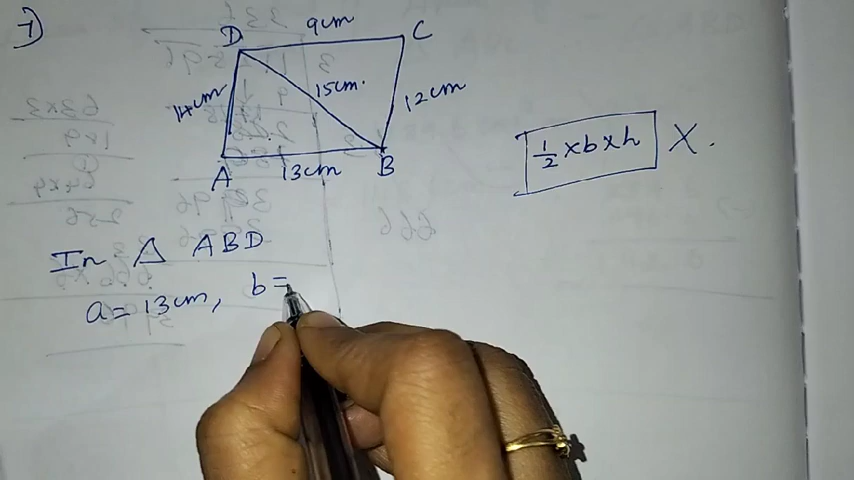 7)
D 9cm C
14cm 15cm. 12cm
A 13cm B
1/2 × b × h X.
In △ ABD
a = 13cm, b =